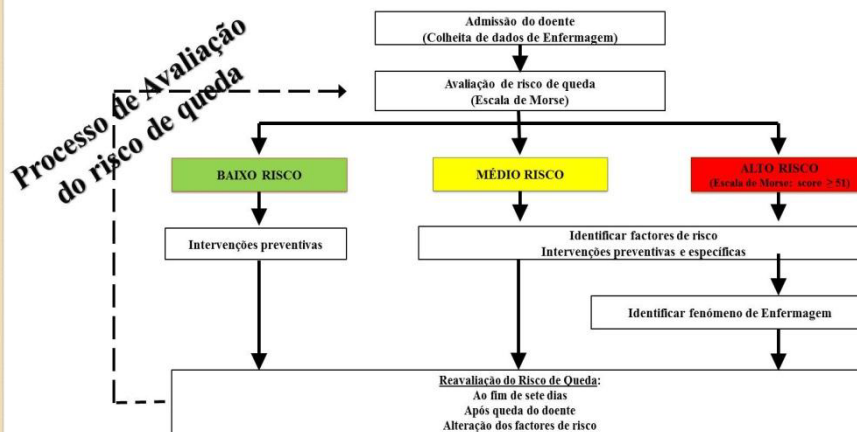 Processo de Avaliação
do risco de queda
Admissão do doente
(Colheita de dados de Enfermagem)
Avaliação de risco de queda
(Escala de Morse)
BAIXO RISCO
MÉDIO RISCO
ALTO RISCO
(Escala de Morse: score > 51)
Intervenções preventivas
Identificar factores de risco
Intervenções preventivas e específicas
Identificar fenómeno de Enfermagem
Reavaliação do Risco de Queda:
Ao fim de sete dias
Após queda do doente
Alteração dos factores de risco